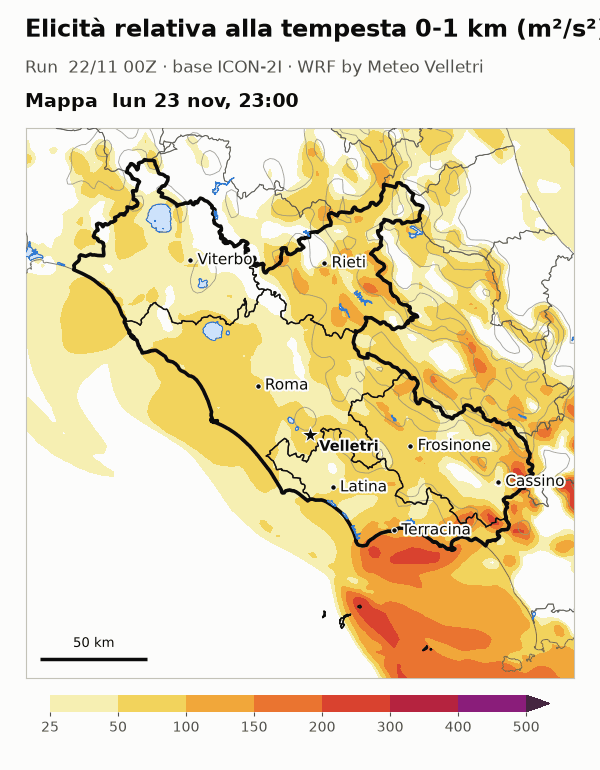 Elicità relativa alla tempesta 0-1 km (m²/s²)
Run 22/11 00Z · base ICON-2I · WRF by Meteo Velletri
Mappa lun 23 nov, 23:00
Viterbo
Rieti
Roma
Velletri
Frosinone
Cassino
Latina
Terracina
50 km
25 50 100 150 200 300 400 500